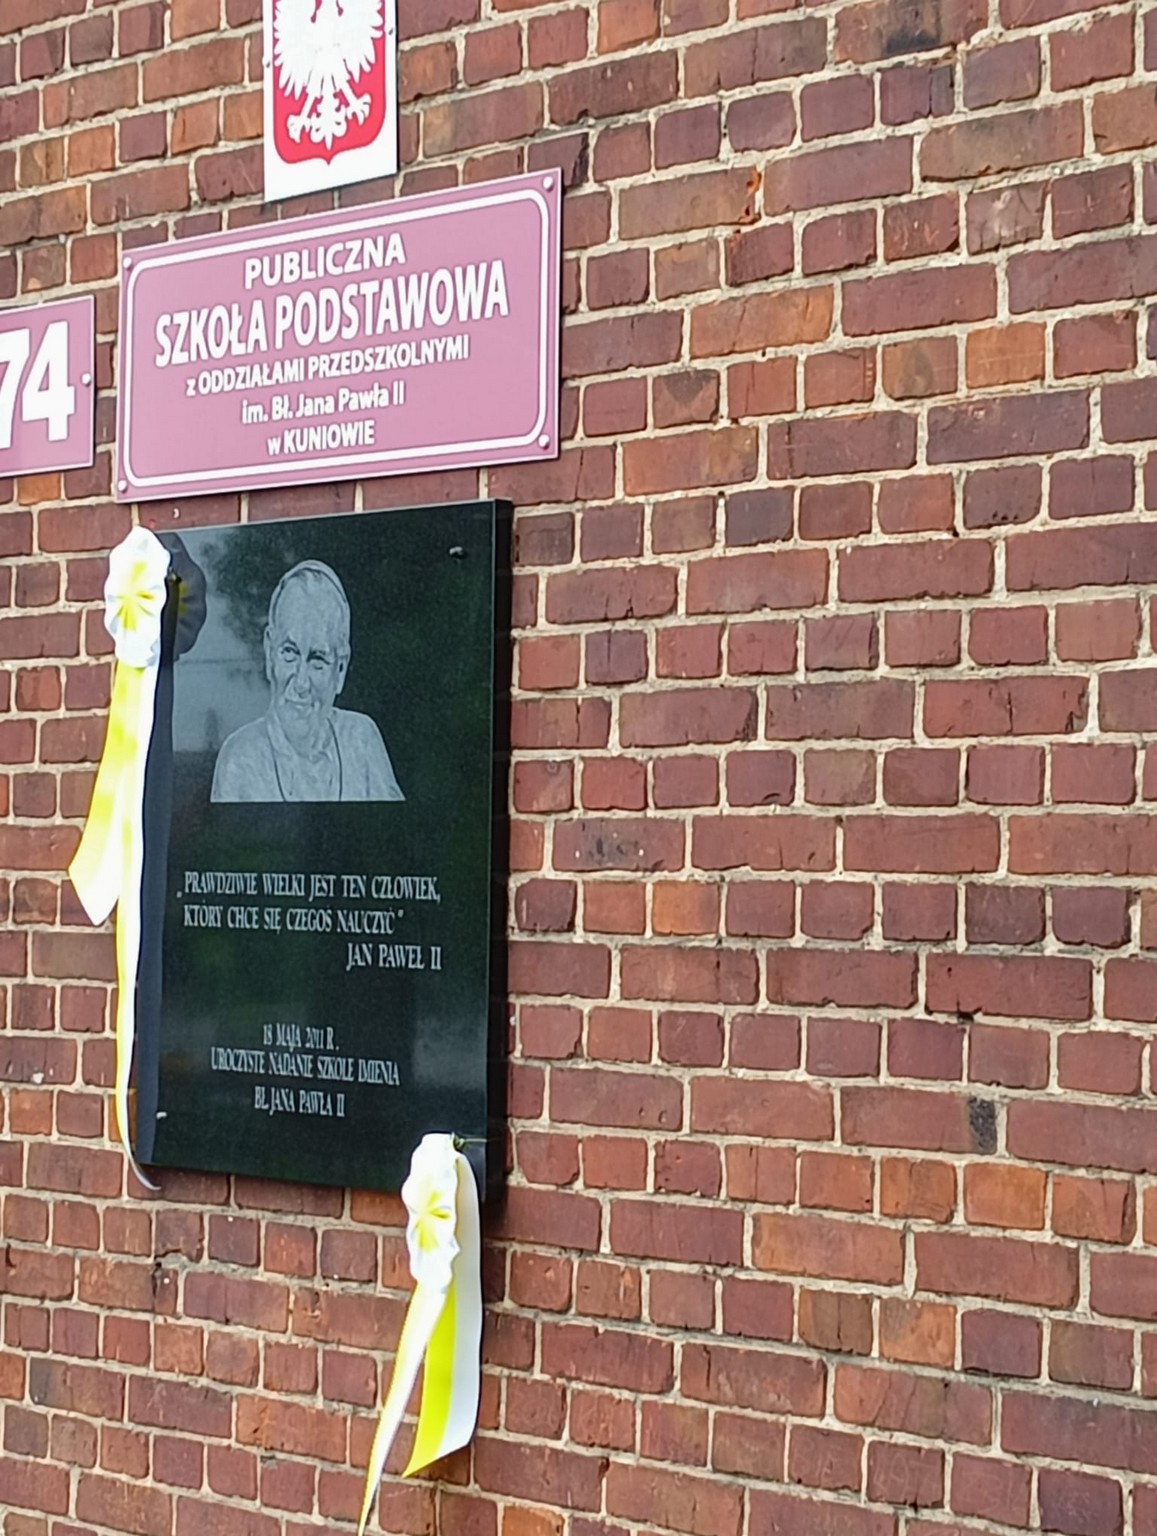 74
PUBLICZNA
SZKOŁA PODSTAWOWA
z ODDZIAŁAMI PRZEDSZKOLNYMI
im. Bł. Jana Pawła II
w KUNIOWIE
„PRAWDZIWIE WIELKI JEST TEN CZŁOWIEK,
KTÓRY CHCE SIĘ CZEGOŚ NAUCZYĆ"
JAN PAWEŁ II
18 MAJA 2011 R.
UROCZYSTE NADANIE SZKOLE IMIENIA
BŁ. JANA PAWŁA II